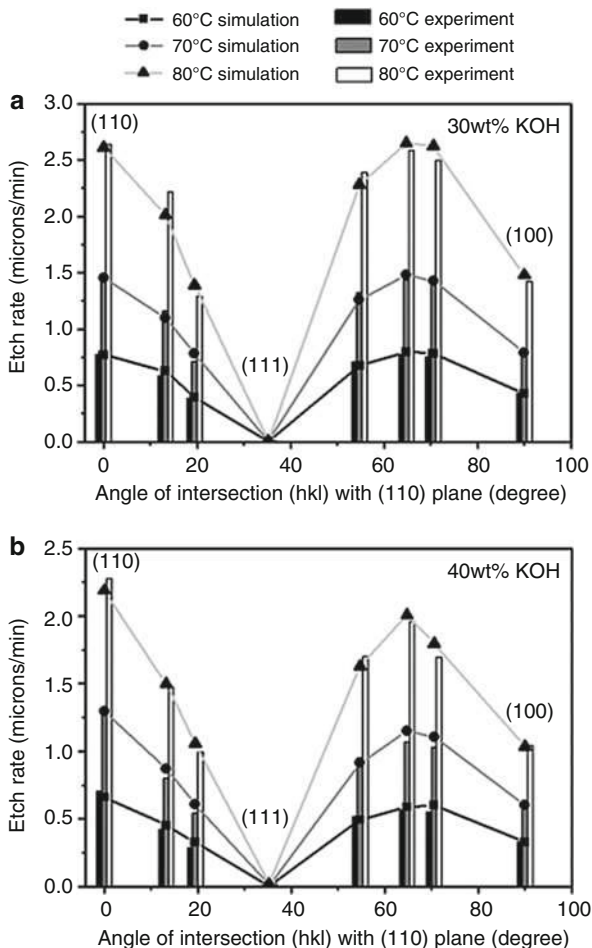 60°C simulation 60°C experiment
70°C simulation 70°C experiment
80°C simulation 80°C experiment
a
3.0
(110) 30wt% KOH
2.5
2.0
(100)
1.5
1.0
(111)
0.5
0.0
0 20 40 60 80 100
Etch rate (microns/min)
Angle of intersection (hkl) with (110) plane (degree)
b
2.5
(110) 40wt% KOH
2.0
1.5
(100)
1.0
(111)
0.5
0.0
0 20 40 60 80 100
Etch rate (microns/min)
Angle of intersection (hkl) with (110) plane (degree)